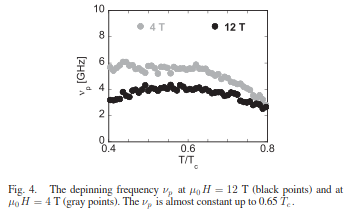 10
4 T 12 T
8
6
ν_p [GHz]
4
2
0
0.4 0.6 0.8
T/T_c
Fig. 4. The depinning frequency ν_p at μ_0 H = 12 T (black points) and at
μ_0 H = 4 T (gray points). The ν_p is almost constant up to 0.65 T_c.